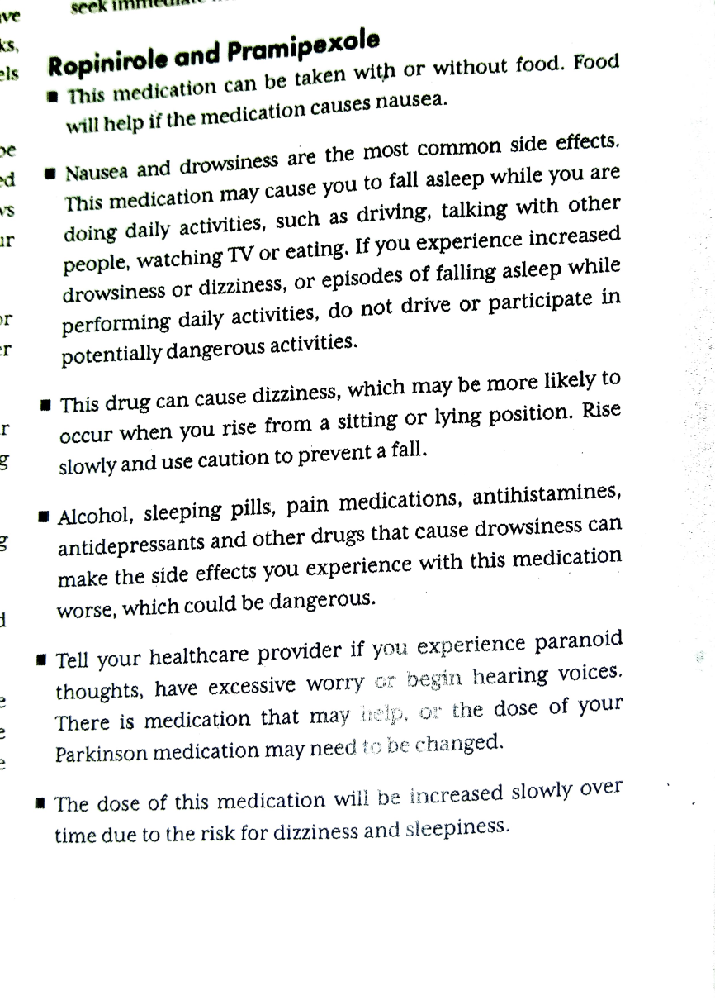 seek immediate
ve
ks,
els
Ropinirole and Pramipexole
■ This medication can be taken with or without food. Food
will help if the medication causes nausea.
■ Nausea and drowsiness are the most common side effects.
This medication may cause you to fall asleep while you are
doing daily activities, such as driving, talking with other
people, watching TV or eating. If you experience increased
drowsiness or dizziness, or episodes of falling asleep while
performing daily activities, do not drive or participate in
potentially dangerous activities.
■ This drug can cause dizziness, which may be more likely to
occur when you rise from a sitting or lying position. Rise
slowly and use caution to prevent a fall.
■ Alcohol, sleeping pills, pain medications, antihistamines,
antidepressants and other drugs that cause drowsiness can
make the side effects you experience with this medication
worse, which could be dangerous.
■ Tell your healthcare provider if you experience paranoid
thoughts, have excessive worry or begin hearing voices.
There is medication that may help, or the dose of your
Parkinson medication may need to be changed.
■ The dose of this medication will be increased slowly over
time due to the risk for dizziness and sleepiness.